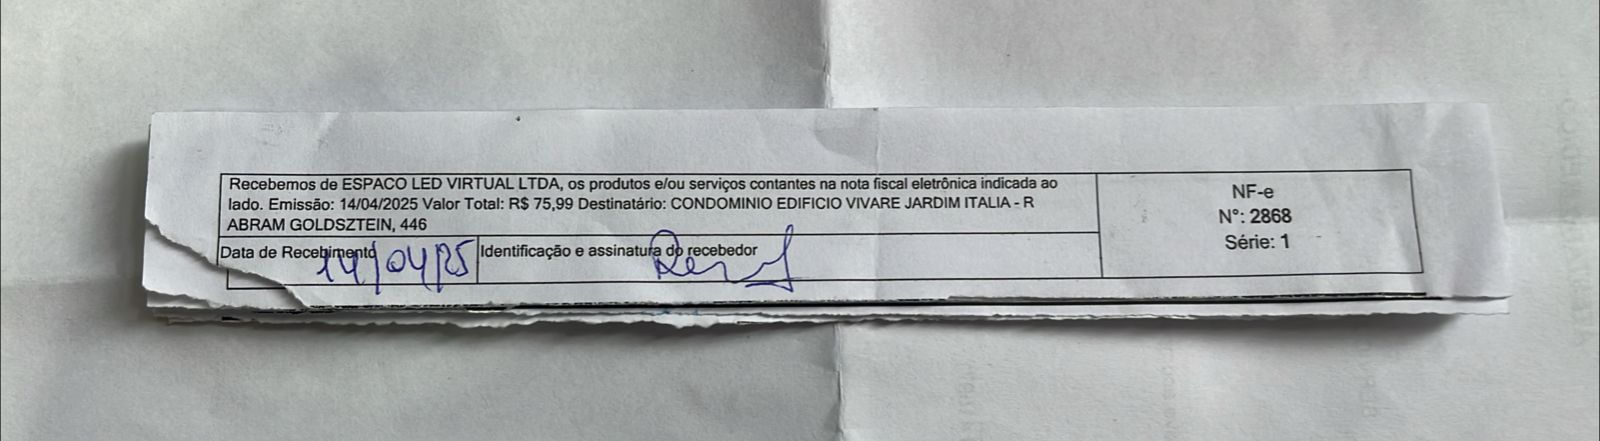 Recebemos de ESPACO LED VIRTUAL LTDA, os produtos e/ou serviços contantes na nota fiscal eletrônica indicada ao
lado. Emissão: 14/04/2025 Valor Total: R$ 75,99 Destinatário: CONDOMINIO EDIFICIO VIVARE JARDIM ITALIA - R
ABRAM GOLDSZTEIN, 446
NF-e
N°: 2868
Série: 1
Data de Recebimento
14/04/25
Identificação e assinatura do recebedor